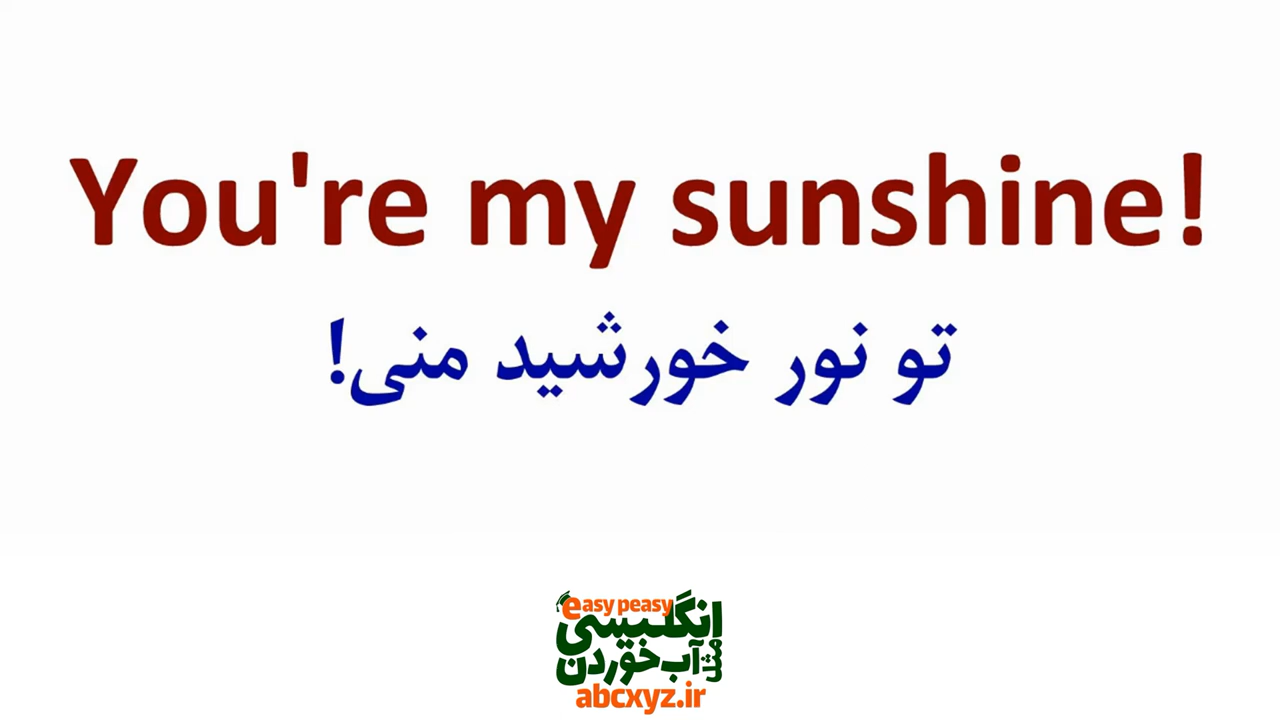 You're my sunshine!
تو نور خورشید منی!
easy peasy
انگلیسی
مثل آب خوردن
abcxyz.ir